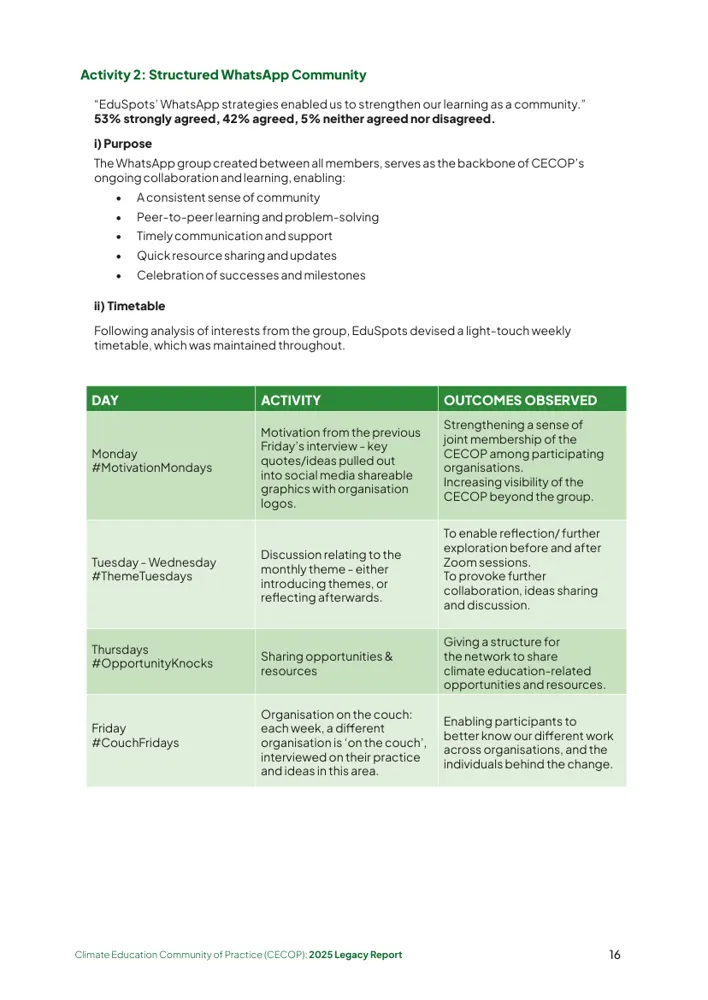 Activity 2: Structured WhatsApp Community
“EduSpots’ WhatsApp strategies enabled us to strengthen our learning as a community.”
53% strongly agreed, 42% agreed, 5% neither agreed nor disagreed.
i) Purpose
The WhatsApp group created between all members, serves as the backbone of CECOP’s
ongoing collaboration and learning, enabling:
• A consistent sense of community
• Peer-to-peer learning and problem-solving
• Timely communication and support
• Quick resource sharing and updates
• Celebration of successes and milestones
ii) Timetable
Following analysis of interests from the group, EduSpots devised a light-touch weekly
timetable, which was maintained throughout.
DAY
ACTIVITY
OUTCOMES OBSERVED
Monday
#MotivationMondays
Motivation from the previous
Friday’s interview - key
quotes/ideas pulled out
into social media shareable
graphics with organisation
logos.
Strengthening a sense of
joint membership of the
CECOP among participating
organisations.
Increasing visibility of the
CECOP beyond the group.
Tuesday - Wednesday
#ThemeTuesdays
Discussion relating to the
monthly theme - either
introducing themes, or
reflecting afterwards.
To enable reflection/ further
exploration before and after
Zoom sessions.
To provoke further
collaboration, ideas sharing
and discussion.
Thursdays
#OpportunityKnocks
Sharing opportunities &
resources
Giving a structure for
the network to share
climate education-related
opportunities and resources.
Friday
#CouchFridays
Organisation on the couch:
each week, a different
organisation is ‘on the couch’,
interviewed on their practice
and ideas in this area.
Enabling participants to
better know our different work
across organisations, and the
individuals behind the change.
Climate Education Community of Practice (CECOP): 2025 Legacy Report
16